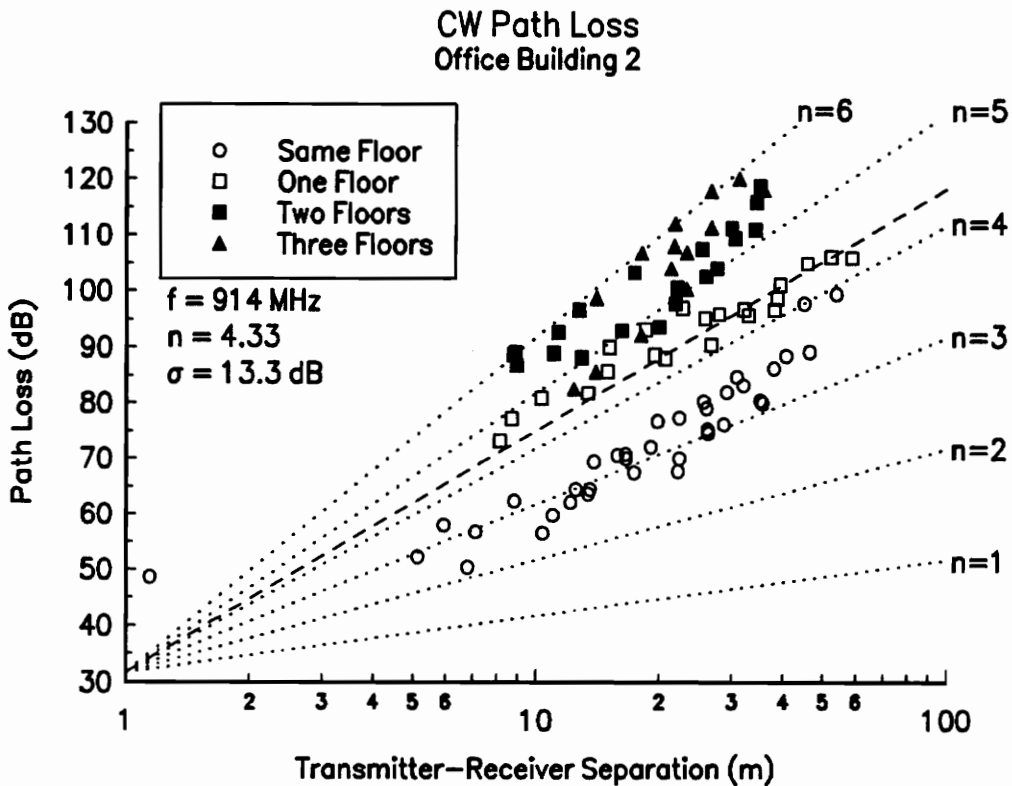 CW Path Loss
Office Building 2
Same Floor
One Floor
Two Floors
Three Floors
f = 914 MHz
n = 4.33
σ = 13.3 dB
n=6
n=5
n=4
n=3
n=2
n=1
Path Loss (dB)
130
120
110
100
90
80
70
60
50
40
30
1 2 3 4 5 6 10 2 3 4 5 6 100
Transmitter-Receiver Separation (m)